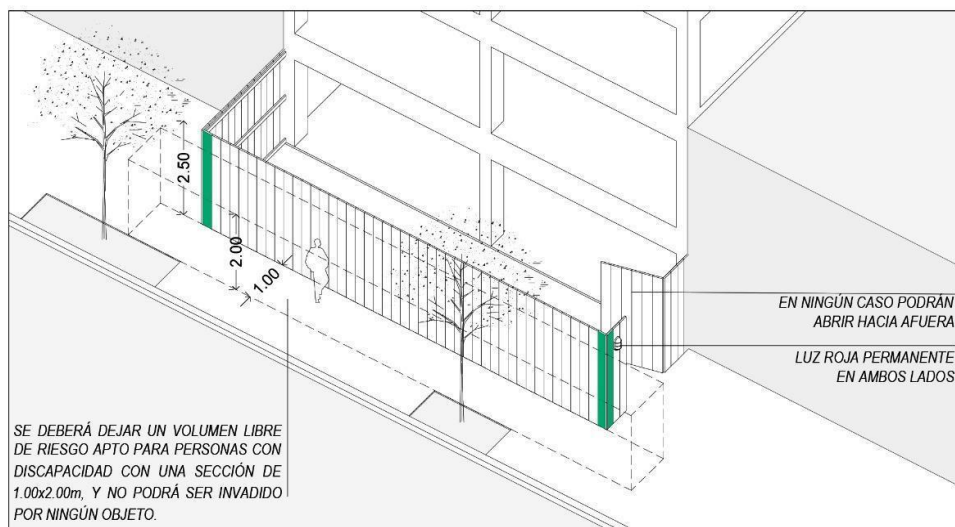 2.50
2.00
1.00
EN NINGÚN CASO PODRÁN
ABRIR HACIA AFUERA
LUZ ROJA PERMANENTE
EN AMBOS LADOS
SE DEBERÁ DEJAR UN VOLUMEN LIBRE
DE RIESGO APTO PARA PERSONAS CON
DISCAPACIDAD CON UNA SECCIÓN DE
1.00x2.00m, Y NO PODRÁ SER INVADIDO
POR NINGÚN OBJETO.